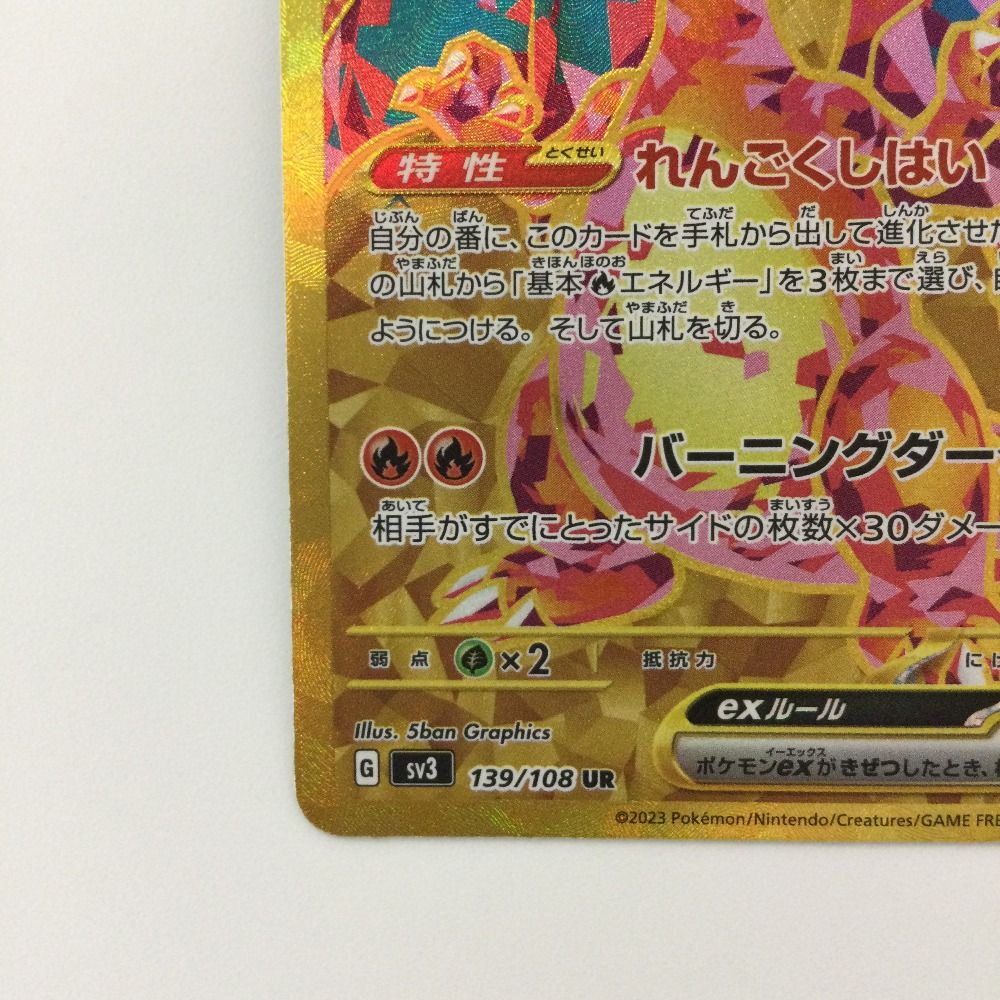 特性 とくせい れんごくしはい
じぶん ばん てふだ だ しんか
自分の番に、このカードを手札から出して進化させた
やまふだ きほんほのお まい えら
の山札から「基本エネルギー」を3枚まで選び、
やまふだ き
ようにつける。そして山札を切る。
バーニングダー
あいて まいすう
相手がすでにとったサイドの枚数×30ダメー
弱点 ×2 抵抗力 にげ
exルール
Illus. 5ban Graphics
イーエックス
G SV3 139/108 UR ポケモンexがきぜつしたとき、
©2023 Pokémon/Nintendo/Creatures/GAME FRE